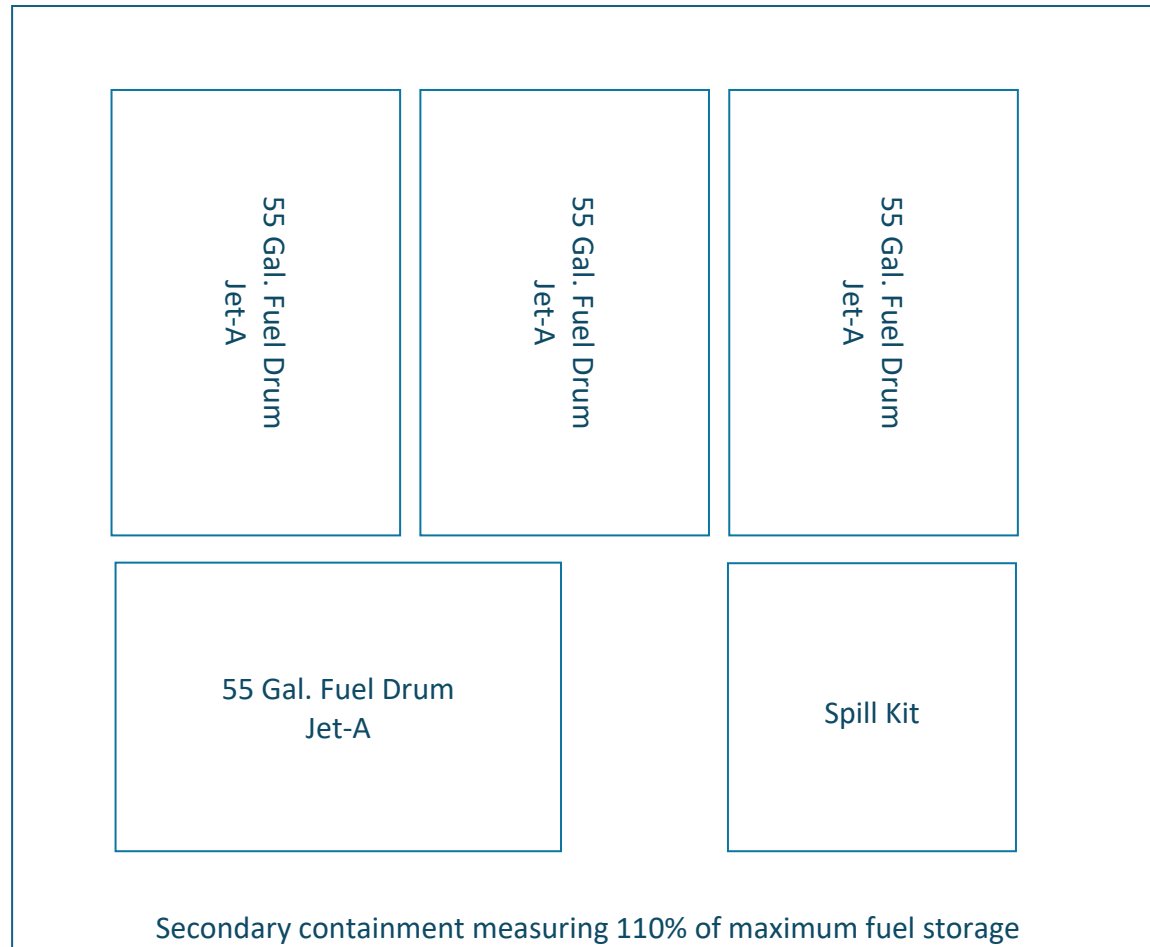 55 Gal. Fuel Drum
Jet-A
55 Gal. Fuel Drum
Jet-A
55 Gal. Fuel Drum
Jet-A
55 Gal. Fuel Drum
Jet-A
Spill Kit
Secondary containment measuring 110% of maximum fuel storage